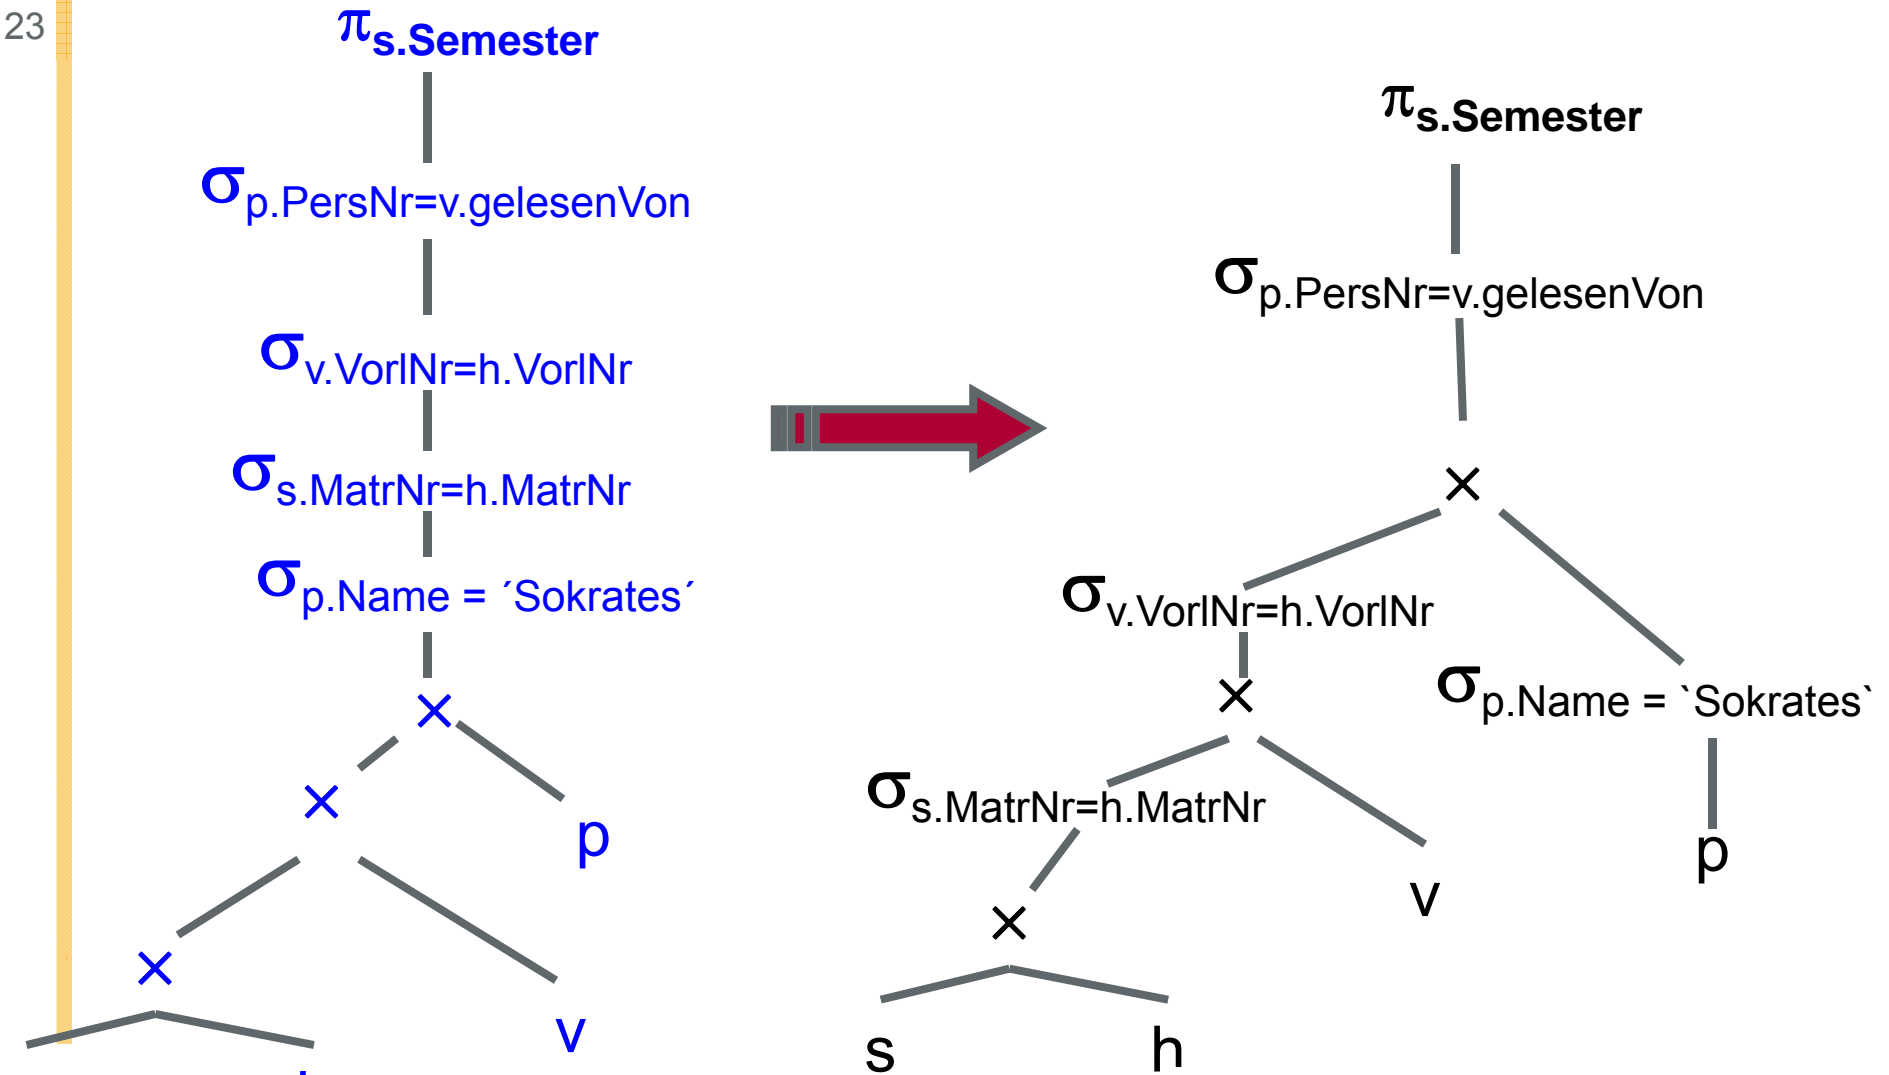 23
πs.Semester
σp.PersNr=v.gelesenVon
σv.VorlNr=h.VorlNr
σs.MatrNr=h.MatrNr
σp.Name = ´Sokrates´
×
×
p
×
v
πs.Semester
σp.PersNr=v.gelesenVon
×
σv.VorlNr=h.VorlNr
×
σp.Name = `Sokrates`
σs.MatrNr=h.MatrNr
p
v
×
s h